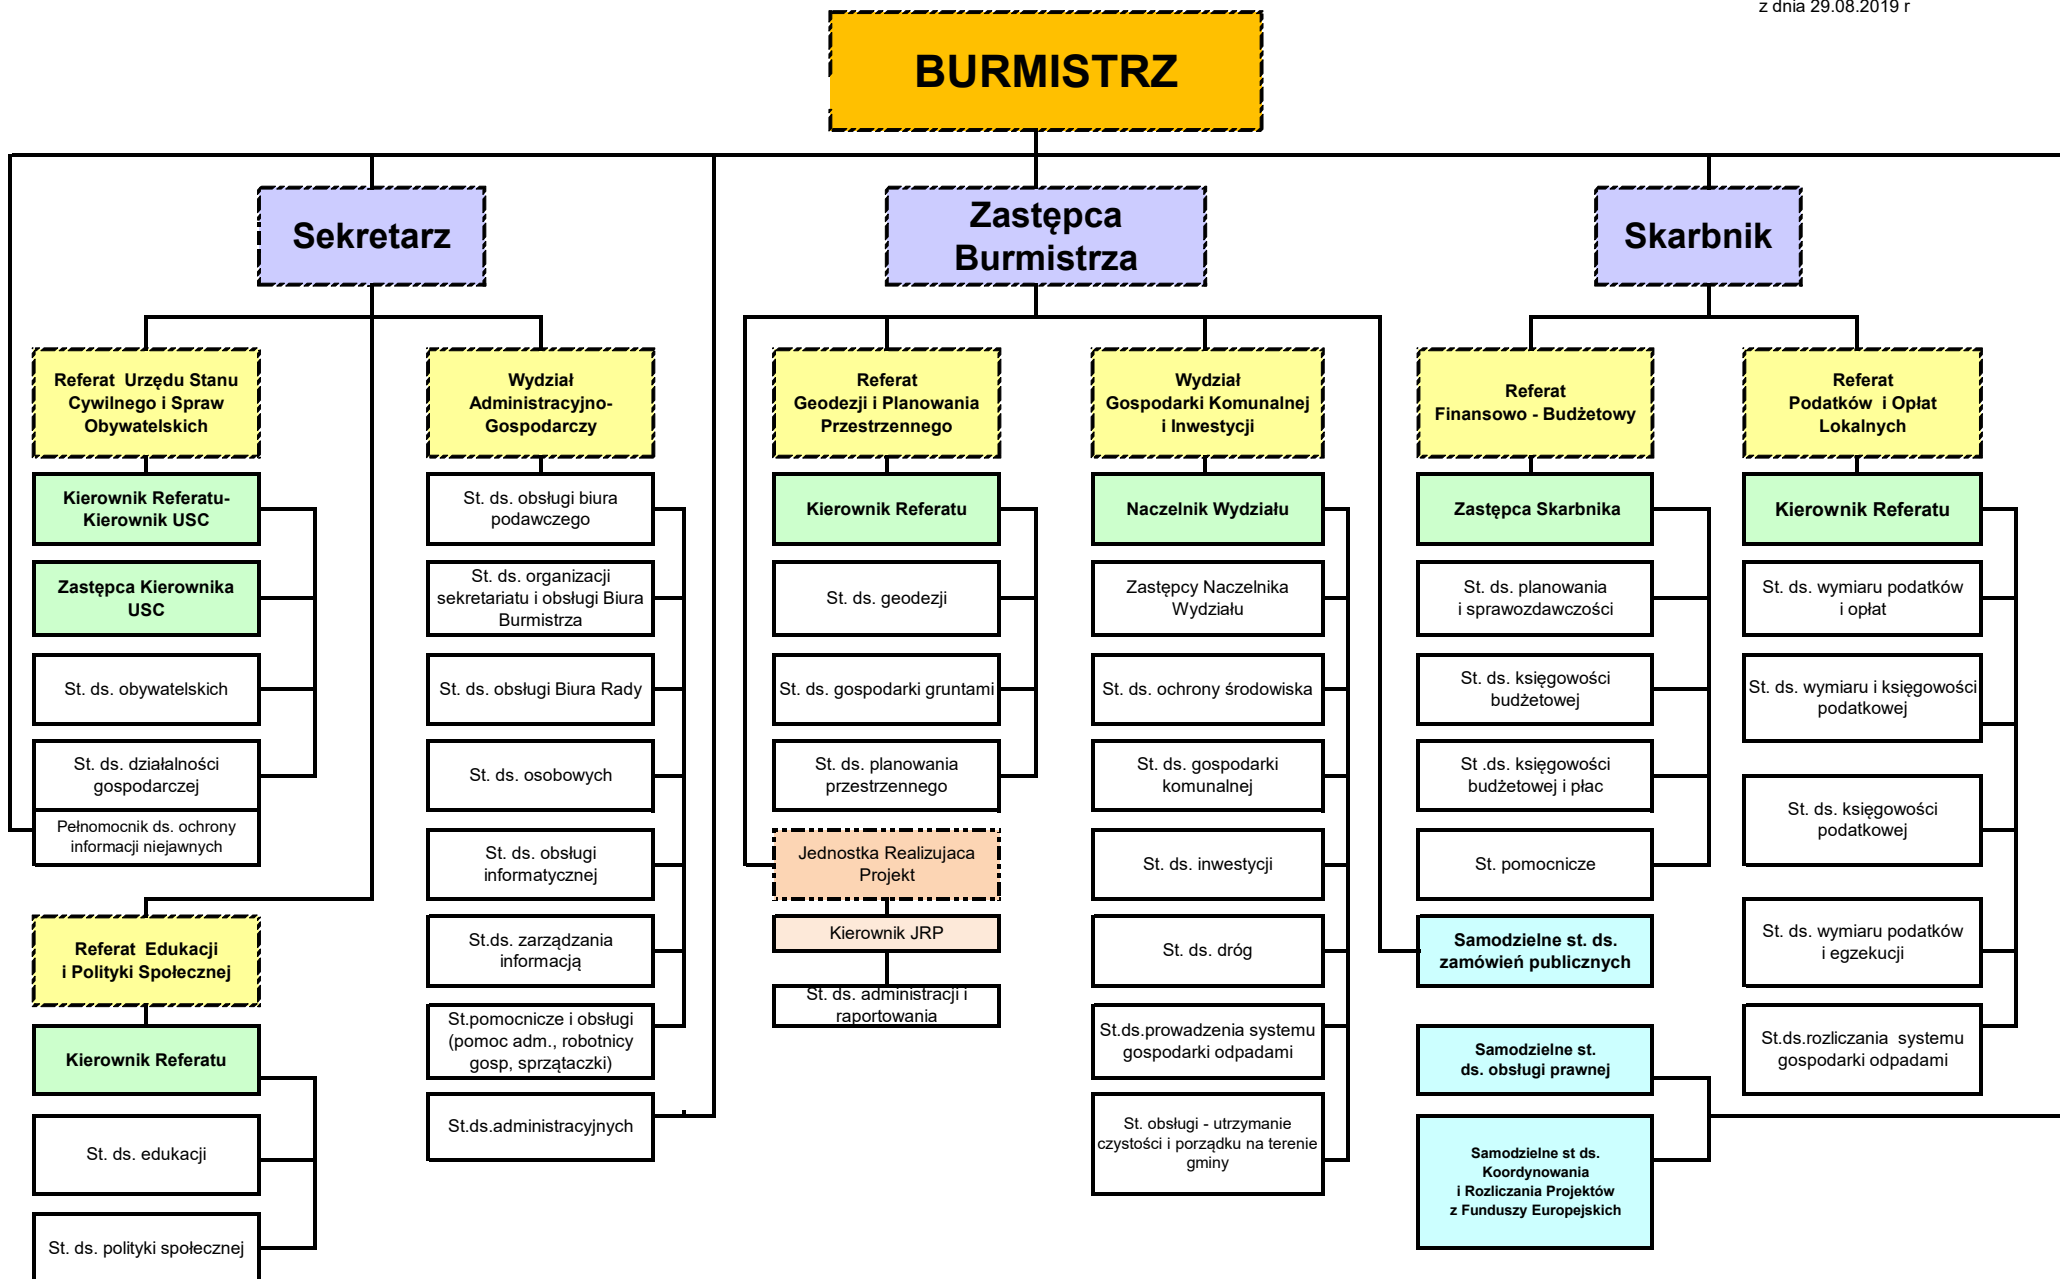 z dnia 29.08.2019 r
BURMISTRZ
Sekretarz
Zastępca
Burmistrza
Skarbnik
Referat  Urzędu Stanu
Cywilnego i Spraw
Obywatelskich
Kierownik Referatu-
Kierownik USC
Zastępca Kierownika
USC
St. ds. obywatelskich
St. ds. działalności
gospodarczej
Pełnomocnik ds. ochrony
informacji niejawnych
Referat  Edukacji
i Polityki Społecznej
Kierownik Referatu
St. ds. edukacji
St. ds. polityki społecznej
Wydział
Administracyjno-
Gospodarczy
St. ds. obsługi biura
podawczego
St. ds. organizacji
sekretariatu i obsługi Biura
Burmistrza
St. ds. obsługi Biura Rady
St. ds. osobowych
St. ds. obsługi
informatycznej
St.ds. zarządzania
informacją
St.pomocnicze i obsługi
(pomoc adm., robotnicy
gosp, sprzątaczki)
St.ds.administracyjnych
Referat
Geodezji i Planowania
Przestrzennego
Kierownik Referatu
St. ds. geodezji
St. ds. gospodarki gruntami
St. ds. planowania
przestrzennego
Jednostka Realizujaca
Projekt
Kierownik JRP
St. ds. administracji i
raportowania
Wydział
Gospodarki Komunalnej
i Inwestycji
Naczelnik Wydziału
Zastępcy Naczelnika
Wydziału
St. ds. ochrony środowiska
St. ds. gospodarki
komunalnej
St. ds. inwestycji
St. ds. dróg
St.ds.prowadzenia systemu
gospodarki odpadami
St. obsługi - utrzymanie
czystości i porządku na terenie
gminy
Referat
Finansowo - Budżetowy
Zastępca Skarbnika
St. ds. planowania
i sprawozdawczości
St. ds. księgowości
budżetowej
St .ds. księgowości
budżetowej i płac
St. pomocnicze
Samodzielne st. ds.
zamówień publicznych
Samodzielne st.
ds. obsługi prawnej
Samodzielne st ds.
Koordynowania
i Rozliczania Projektów
z Funduszy Europejskich
Referat
Podatków  i Opłat
Lokalnych
Kierownik Referatu
St. ds. wymiaru podatków
i opłat
St. ds. wymiaru i księgowości
podatkowej
St. ds. księgowości
podatkowej
St. ds. wymiaru podatków
i egzekucji
St.ds.rozliczania  systemu
gospodarki odpadami